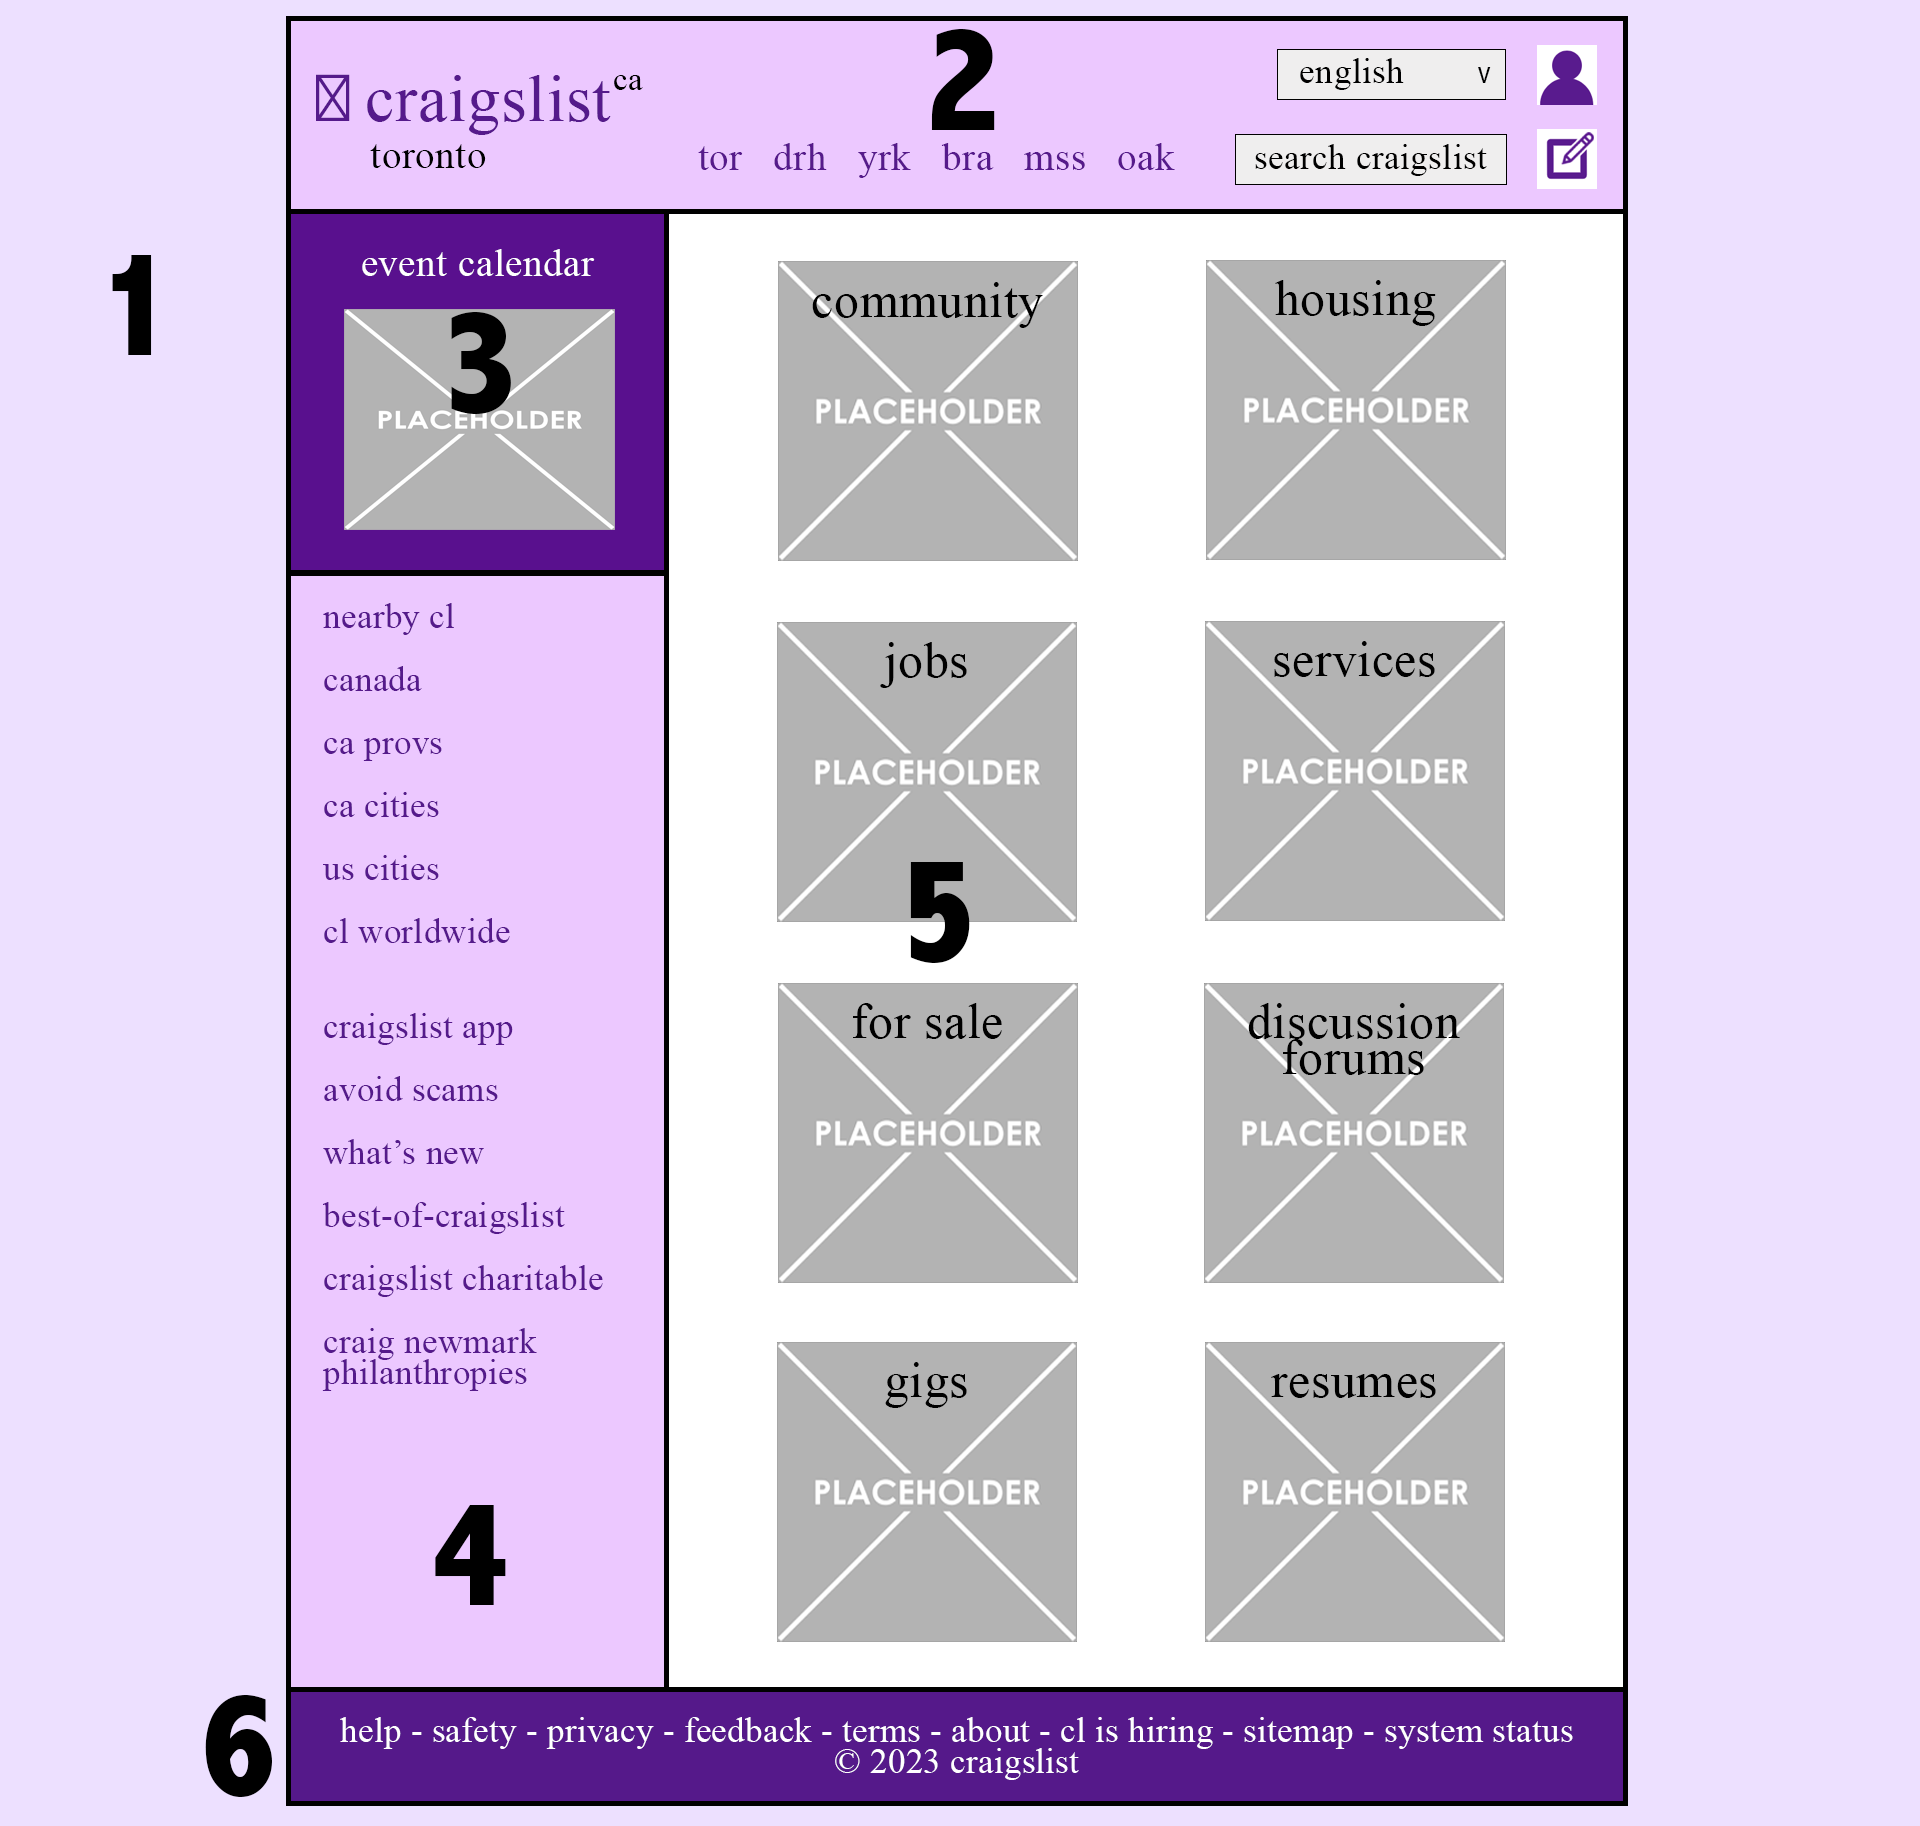 craigslist ca
toronto
2
tor drh yrk bra mss oak
english v
search craigslist
1
event calendar
3
PLACEHOLDER
nearby cl
canada
ca provs
ca cities
us cities
cl worldwide
craigslist app
avoid scams
what’s new
best-of-craigslist
craigslist charitable
craig newmark
philanthropies
4
community
PLACEHOLDER
housing
PLACEHOLDER
jobs
PLACEHOLDER
services
PLACEHOLDER
5
for sale
PLACEHOLDER
discussion
forums
PLACEHOLDER
gigs
PLACEHOLDER
resumes
PLACEHOLDER
6
help - safety - privacy - feedback - terms - about - cl is hiring - sitemap - system status
© 2023 craigslist